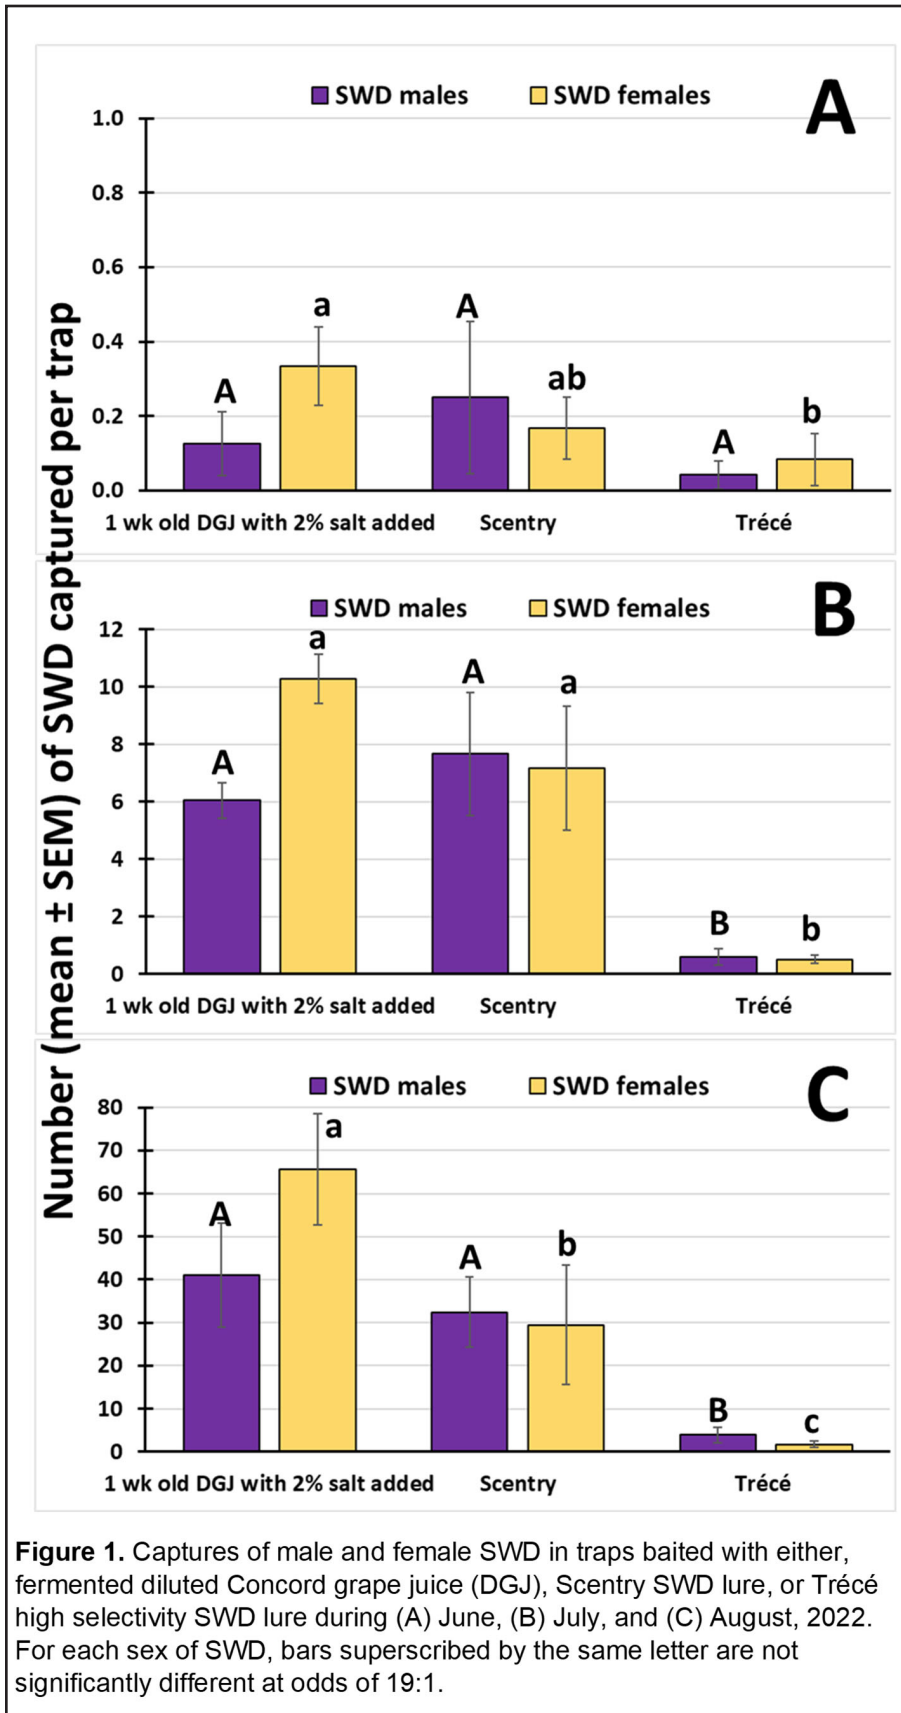 Number (mean ± SEM) of SWD captured per trap
SWD males SWD females
A
1.0
0.8
0.6
0.4
0.2
0.0
A a A ab A b
1 wk old DGJ with 2% salt added Scentry Trécé
SWD males SWD females
B
12
10
8
6
4
2
0
A a A a B b
1 wk old DGJ with 2% salt added Scentry Trécé
SWD males SWD females
C
80
70
60
50
40
30
20
10
0
A a A b B c
1 wk old DGJ with 2% salt added Scentry Trécé
Figure 1. Captures of male and female SWD in traps baited with either,
fermented diluted Concord grape juice (DGJ), Scentry SWD lure, or Trécé
high selectivity SWD lure during (A) June, (B) July, and (C) August, 2022.
For each sex of SWD, bars superscribed by the same letter are not
significantly different at odds of 19:1.